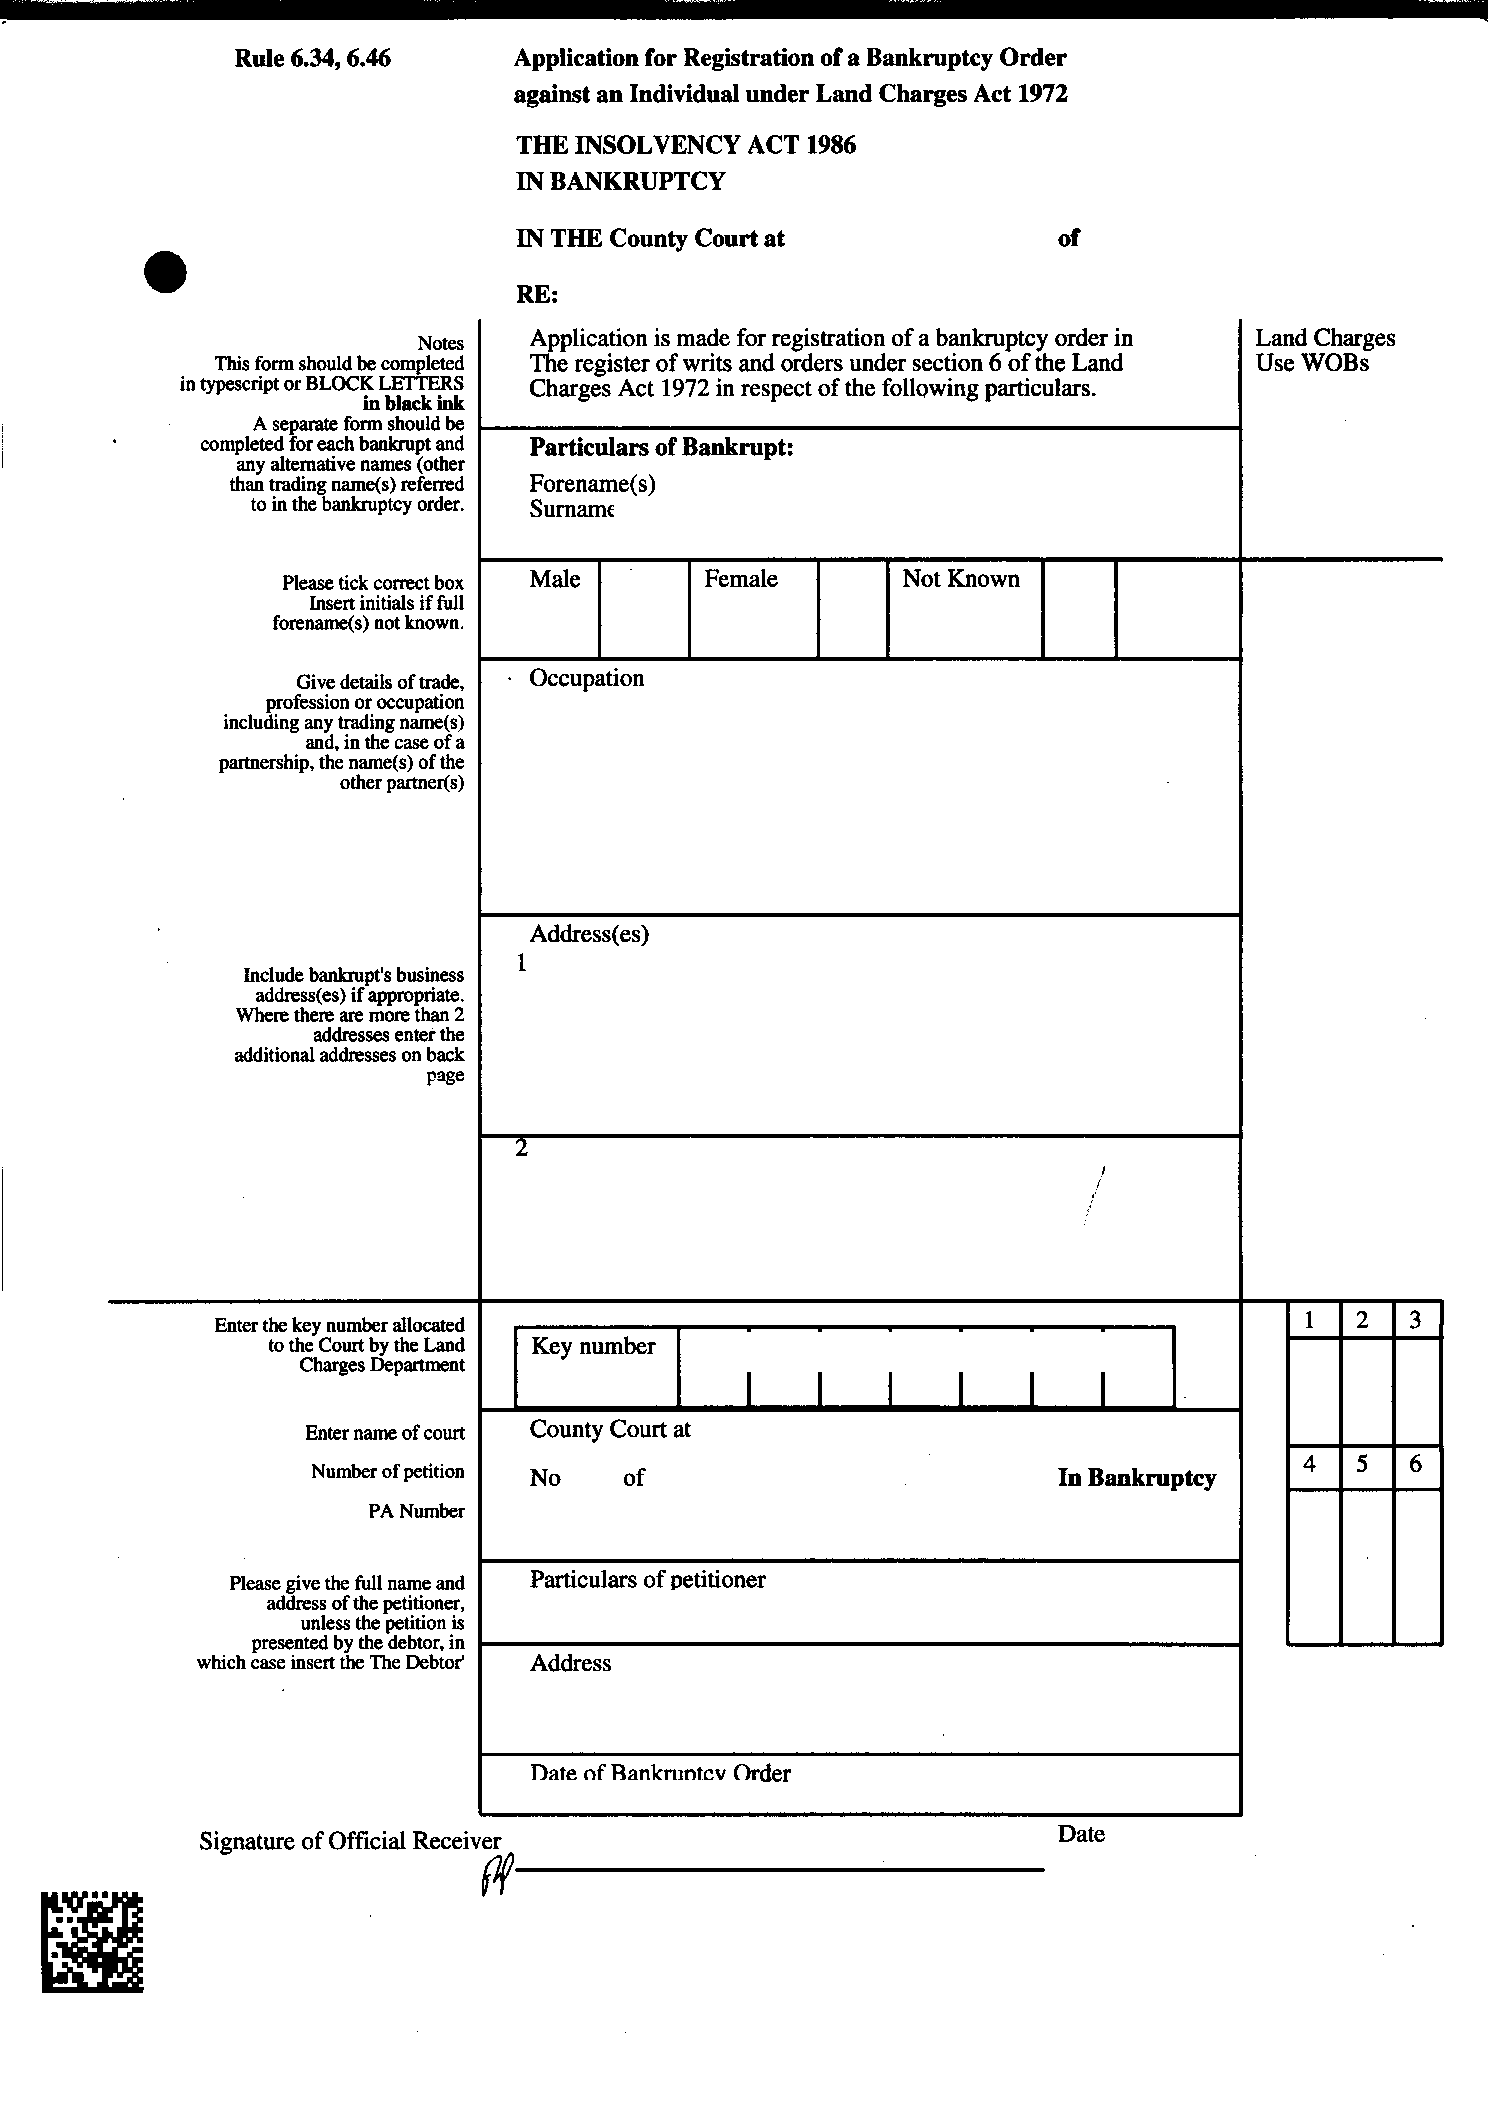 Rule 6.34, 6.46
Application for Registration of a Bankruptcy Order
against an Individual under Land Charges Act 1972
THE INSOLVENCY ACT 1986
IN BANKRUPTCY
IN THE County Court at of
RE:
Notes
This form should be completed
in typescript or BLOCK LETTERS
in black ink
A separate form should be
completed for each bankrupt and
any alternative names (other
than trading name(s) referred
to in the bankruptcy order.
Application is made for registration of a bankruptcy order in
The register of writs and orders under section 6 of the Land
Charges Act 1972 in respect of the following particulars.
Land Charges
Use WOBs
Particulars of Bankrupt:
Forename(s)
Surname
Please tick correct box
Insert initials if full
forename(s) not known.
Male Female Not Known
Give details of trade,
profession or occupation
including any trading name(s)
and, in the case of a
partnership, the name(s) of the
other partner(s)
Occupation
Include bankrupt's business
address(es) if appropriate.
Where there are more than 2
addresses enter the
additional addresses on back
page
Address(es)
1
2
Enter the key number allocated
to the Court by the Land
Charges Department
Key number
1 2 3
Enter name of court
County Court at
Number of petition
No of In Bankruptcy
4 5 6
PA Number
Please give the full name and
address of the petitioner,
unless the petition is
presented by the debtor, in
which case insert the The Debtor'
Particulars of petitioner
Address
Date of Bankruptcy Order
Signature of Official Receiver
Date